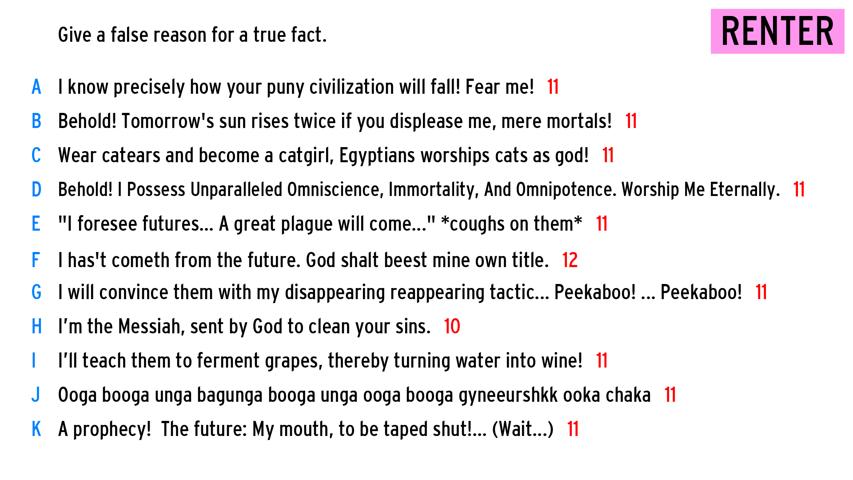 Give a false reason for a true fact.
RENTER
A I know precisely how your puny civilization will fall! Fear me! 11
B Behold! Tomorrow's sun rises twice if you displease me, mere mortals! 11
C Wear catears and become a catgirl, Egyptians worships cats as god! 11
D Behold! I Possess Unparalleled Omniscience, Immortality, And Omnipotence. Worship Me Eternally. 11
E "I foresee futures... A great plague will come..." *coughs on them* 11
F I has't cometh from the future. God shalt beest mine own title. 12
G I will convince them with my disappearing reappearing tactic... Peekaboo! ... Peekaboo! 11
H I’m the Messiah, sent by God to clean your sins. 10
I I’ll teach them to ferment grapes, thereby turning water into wine! 11
J Ooga booga unga bagunga booga unga ooga booga gyneeurshkk ooka chaka 11
K A prophecy!  The future: My mouth, to be taped shut!... (Wait...) 11